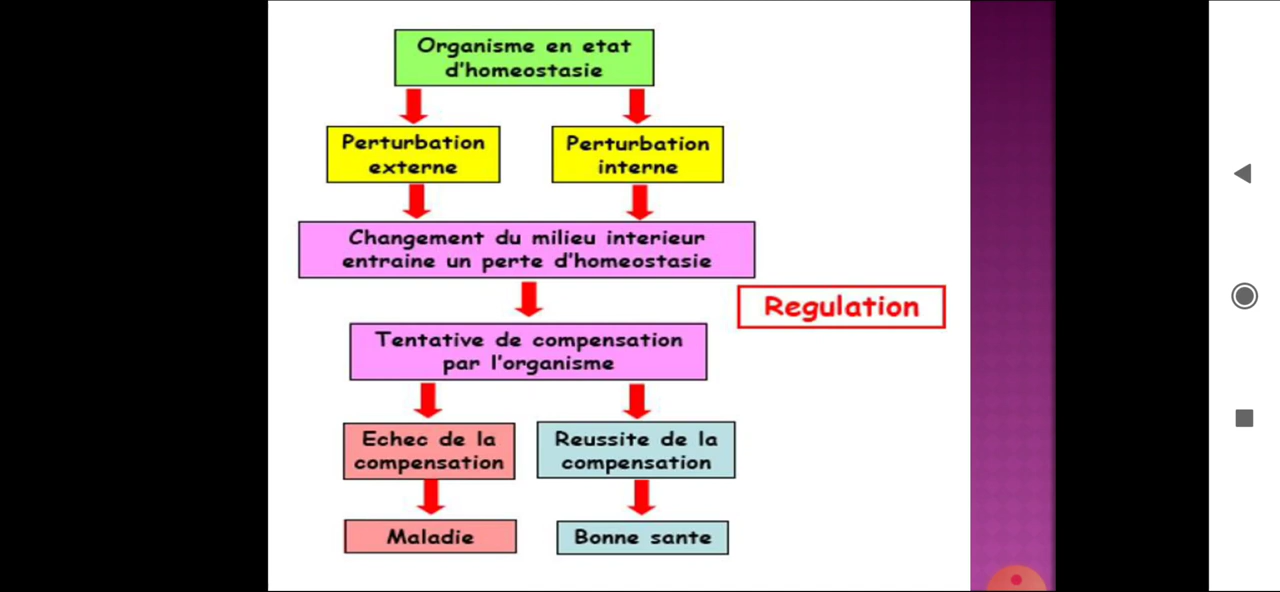 Organisme en etat
d'homeostasie
Perturbation
externe
Perturbation
interne
Changement du milieu interieur
entraine un perte d'homeostasie
Regulation
Tentative de compensation
par l'organisme
Echec de la
compensation
Reussite de la
compensation
Maladie
Bonne sante